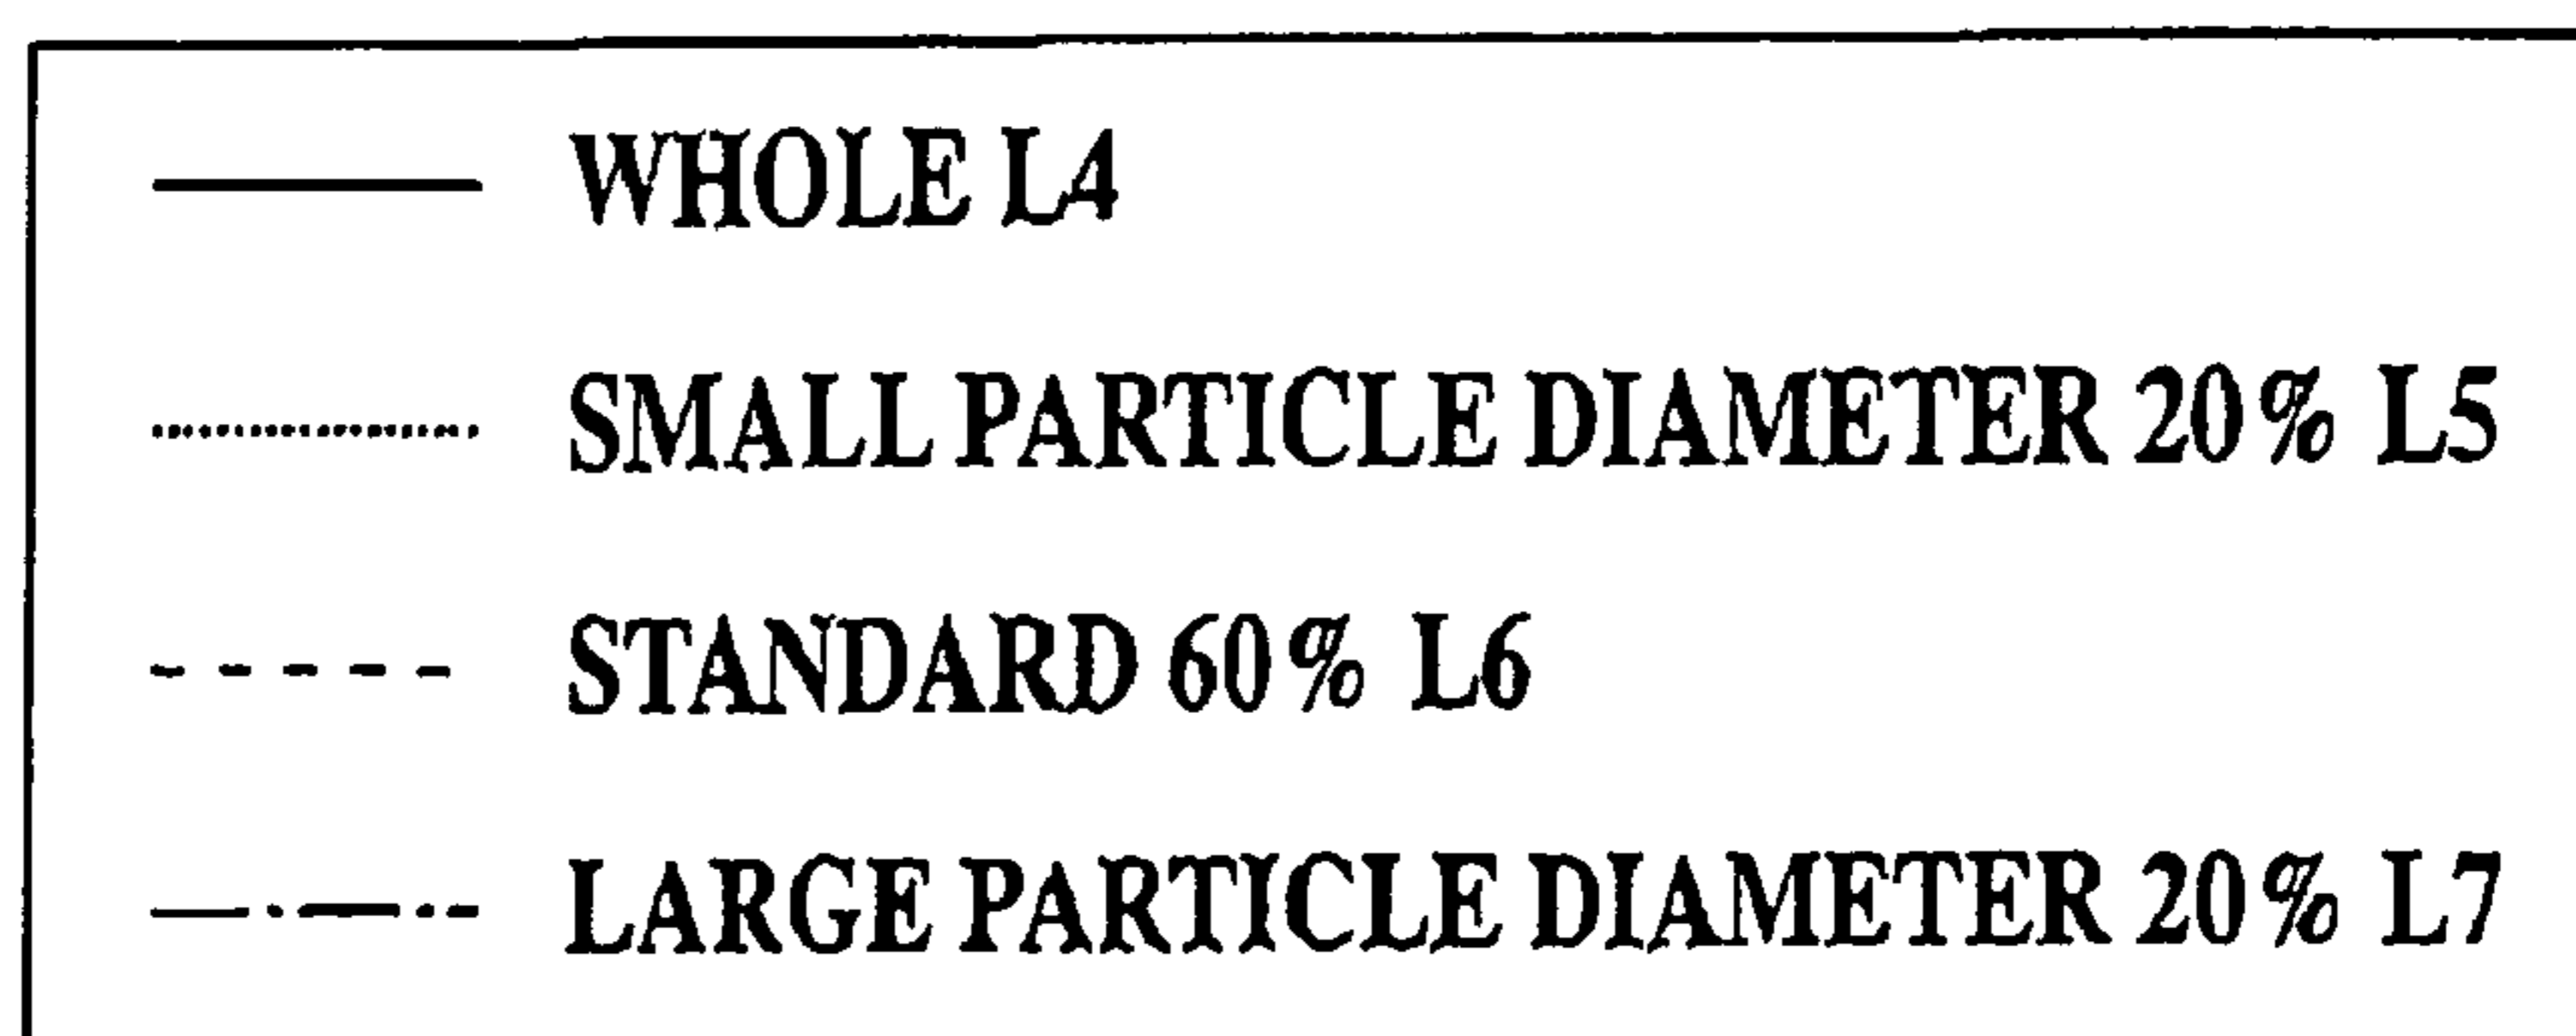 WHOLE L4
SMALL PARTICLE DIAMETER 20% L5
STANDARD 60% L6
LARGE PARTICLE DIAMETER 20% L7